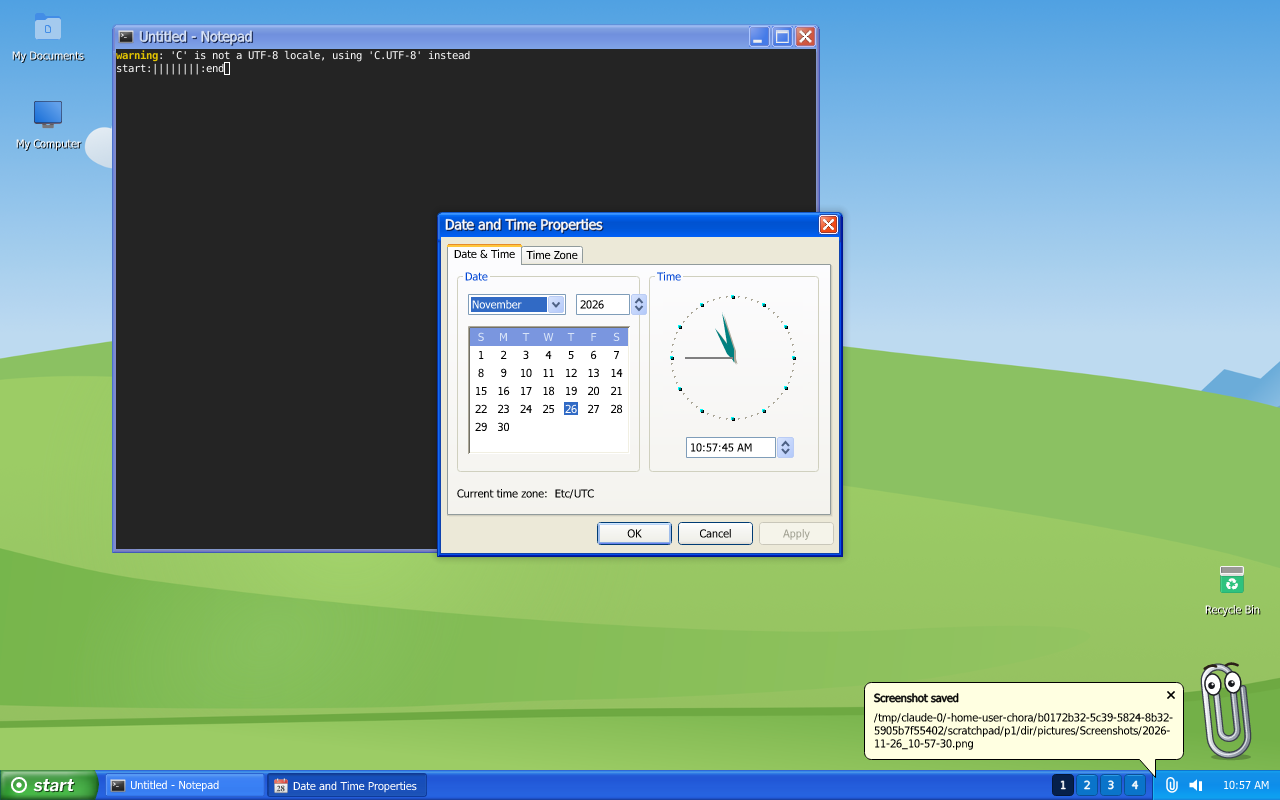 My Documents
My Computer
Untitled - Notepad
warning: 'C' is not a UTF-8 locale, using 'C.UTF-8' instead
start:||||||||:end
Date and Time Properties
Date & Time
Time Zone
Date
November
2026
S M T W T F S
1 2 3 4 5 6 7
8 9 10 11 12 13 14
15 16 17 18 19 20 21
22 23 24 25 26 27 28
29 30
Time
10:57:45 AM
Current time zone: Etc/UTC
OK
Cancel
Apply
Recycle Bin
Screenshot saved
/tmp/claude-0/-home-user-chora/b0172b32-5c39-5824-8b32-
5905b7f55402/scratchpad/p1/dir/pictures/Screenshots/2026-
11-26_10-57-30.png
start
Untitled - Notepad
28
Date and Time Properties
1 2 3 4
10:57 AM